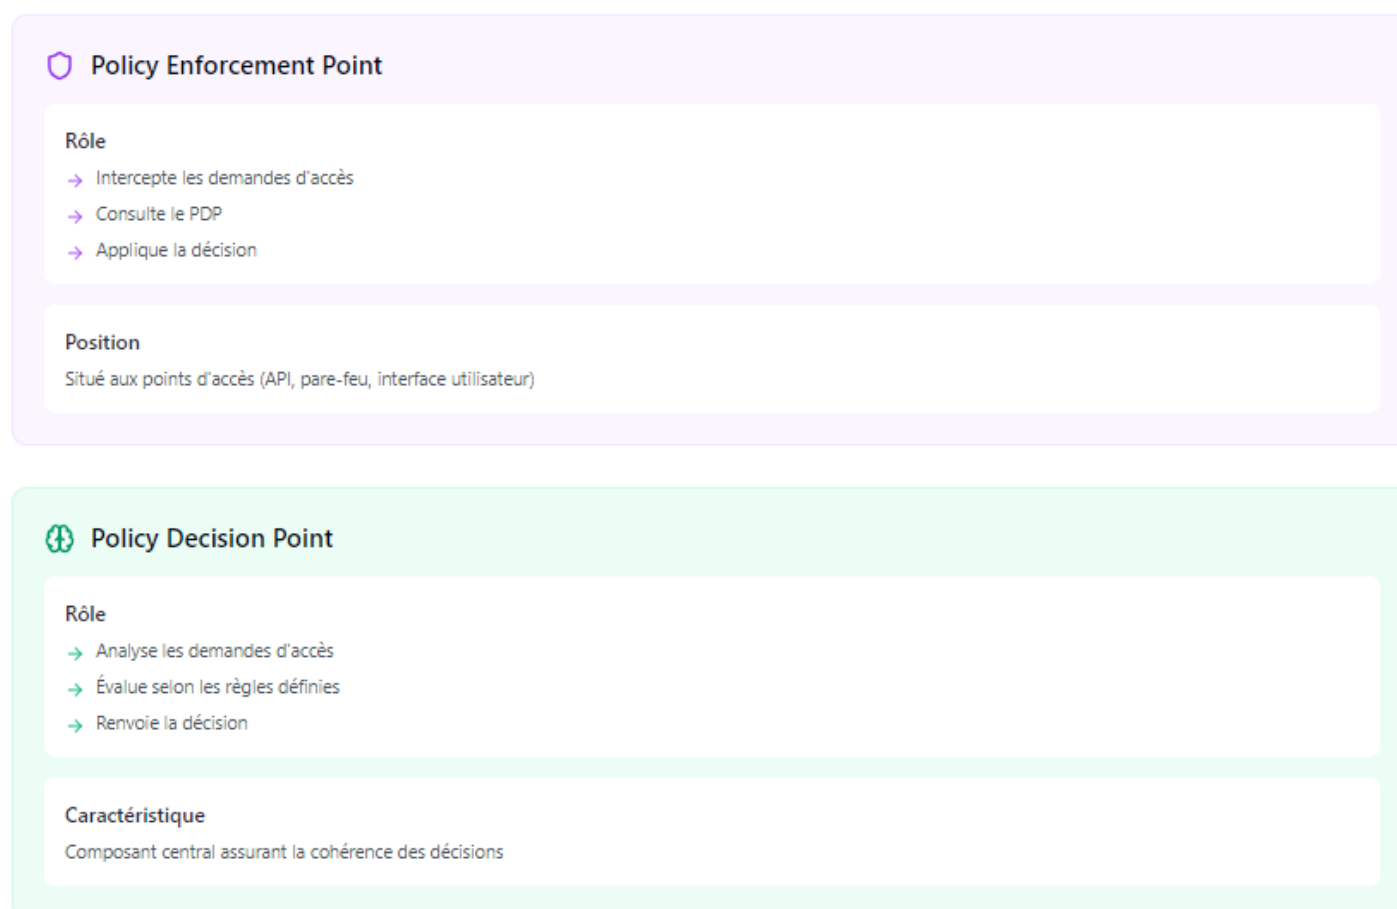 Policy Enforcement Point
Rôle
→ Intercepte les demandes d'accès
→ Consulte le PDP
→ Applique la décision
Position
Situé aux points d'accès (API, pare-feu, interface utilisateur)
Policy Decision Point
Rôle
→ Analyse les demandes d'accès
→ Évalue selon les règles définies
→ Renvoie la décision
Caractéristique
Composant central assurant la cohérence des décisions